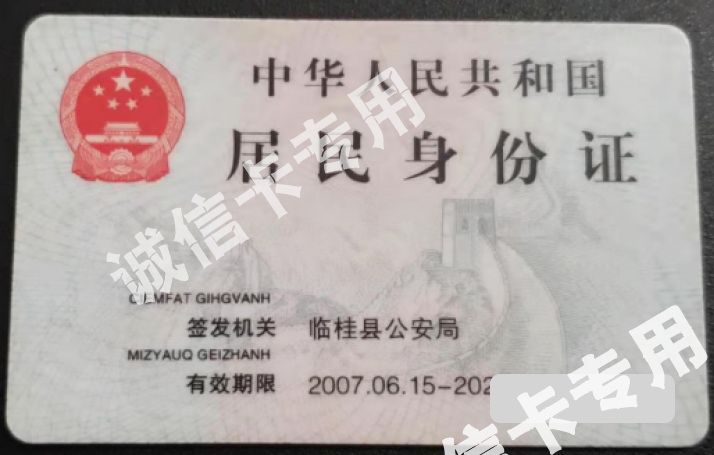 中华人民共和国
居民身份证
诚信卡专用
CIEMFAT GIHGVANH
签发机关 临桂县公安局
MIZYAUQ GEIZHANH
有效期限 2007.06.15-202
信卡专用